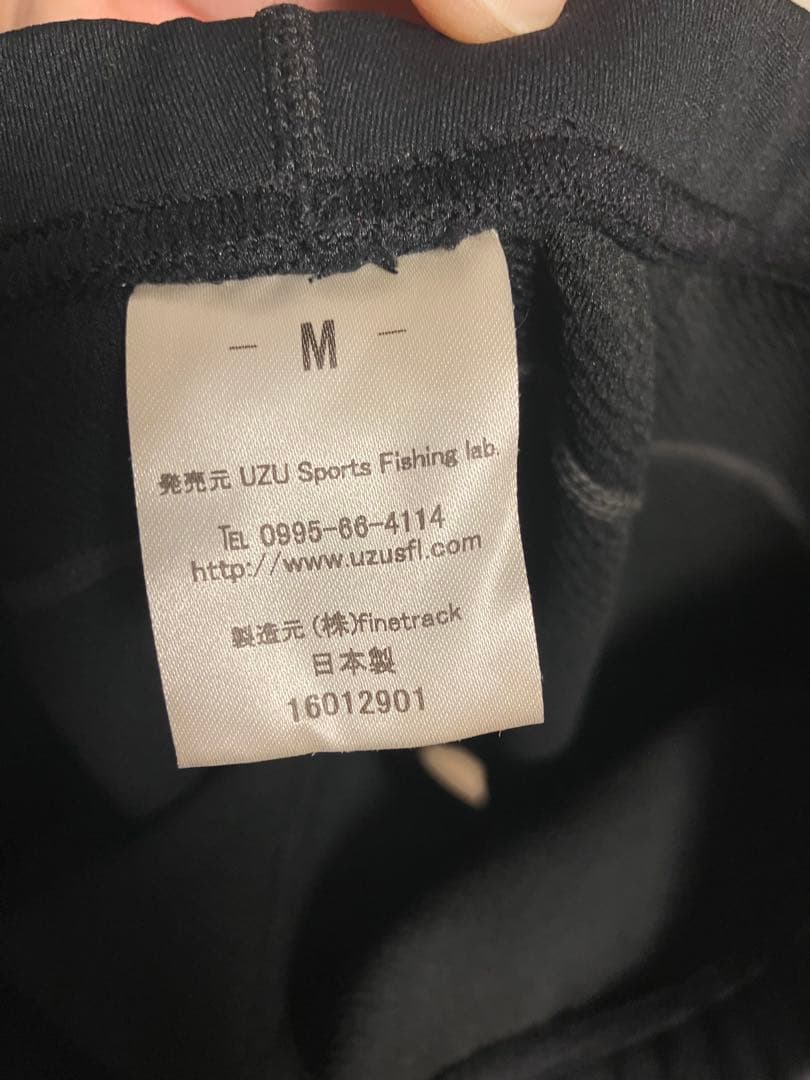 − M −
発売元 UZU Sports Fishing lab.
TEL 0995-66-4114
http://www.uzusfl.com
製造元 (株)finetrack
日本製
16012901